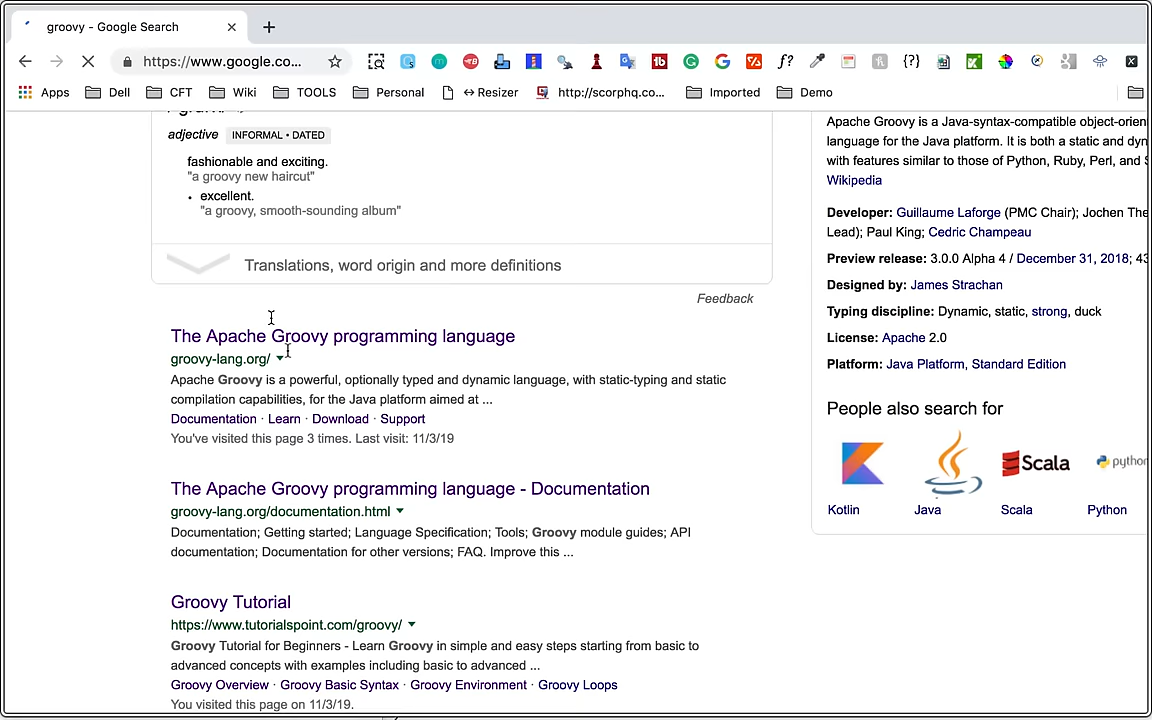 groovy - Google Search
https://www.google.co...
Apps Dell CFT Wiki TOOLS Personal ↔Resizer http://scorphq.co... Imported Demo
adjective INFORMAL • DATED
fashionable and exciting.
"a groovy new haircut"
• excellent.
"a groovy, smooth-sounding album"
Translations, word origin and more definitions
Feedback
The Apache Groovy programming language
groovy-lang.org/
Apache Groovy is a powerful, optionally typed and dynamic language, with static-typing and static
compilation capabilities, for the Java platform aimed at ...
Documentation · Learn · Download · Support
You've visited this page 3 times. Last visit: 11/3/19
The Apache Groovy programming language - Documentation
groovy-lang.org/documentation.html
Documentation; Getting started; Language Specification; Tools; Groovy module guides; API
documentation; Documentation for other versions; FAQ. Improve this ...
Groovy Tutorial
https://www.tutorialspoint.com/groovy/
Groovy Tutorial for Beginners - Learn Groovy in simple and easy steps starting from basic to
advanced concepts with examples including basic to advanced ...
Groovy Overview · Groovy Basic Syntax · Groovy Environment · Groovy Loops
You visited this page on 11/3/19.
Apache Groovy is a Java-syntax-compatible object-orien
language for the Java platform. It is both a static and dyn
with features similar to those of Python, Ruby, Perl, and
Wikipedia
Developer: Guillaume Laforge (PMC Chair); Jochen The
Lead); Paul King; Cedric Champeau
Preview release: 3.0.0 Alpha 4 / December 31, 2018; 43
Designed by: James Strachan
Typing discipline: Dynamic, static, strong, duck
License: Apache 2.0
Platform: Java Platform, Standard Edition
People also search for
Scala python
Kotlin Java Scala Python